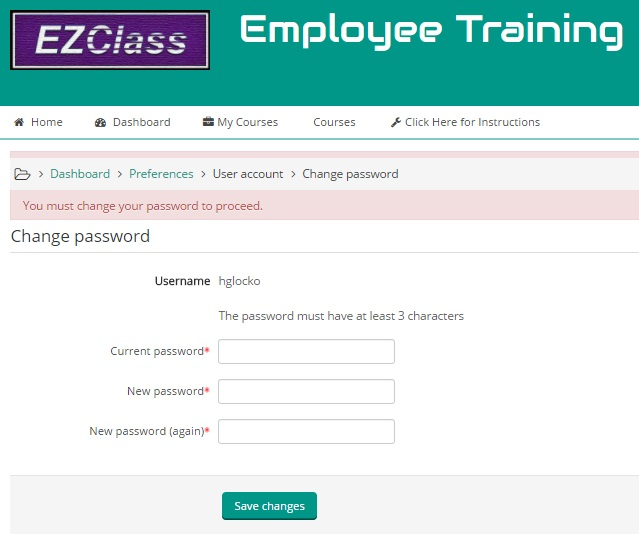 EZClass
Employee Training
Home Dashboard My Courses Courses Click Here for Instructions
> Dashboard > Preferences > User account > Change password
You must change your password to proceed.
Change password
Username hglocko
The password must have at least 3 characters
Current password*
New password*
New password (again)*
Save changes